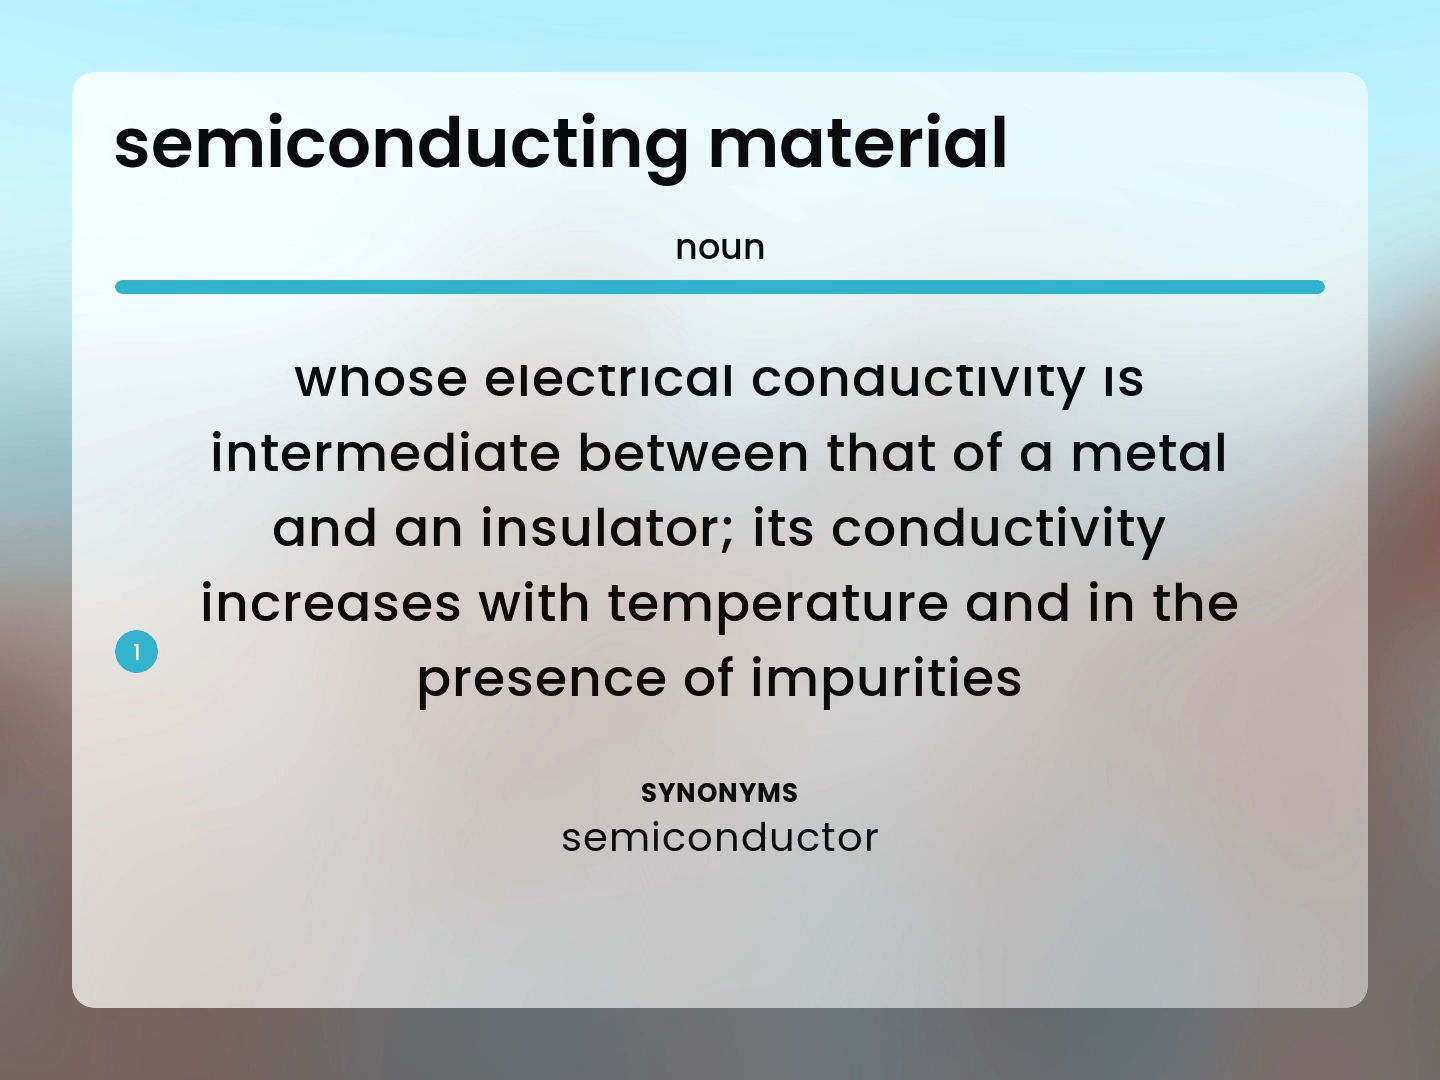 semiconducting material
noun
whose electrical conductivity is
intermediate between that of a metal
and an insulator; its conductivity
increases with temperature and in the
1
presence of impurities
SYNONYMS
semiconductor